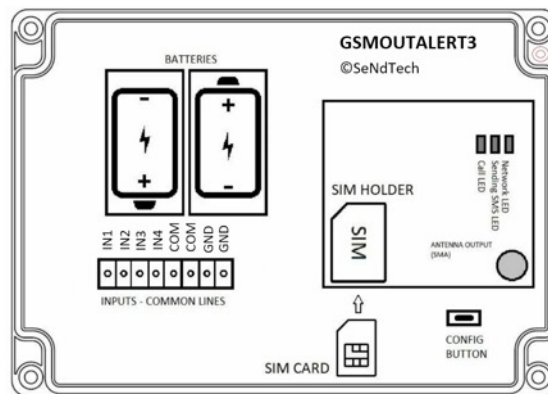 GSMOUTALERT3
©SeNdTech
BATTERIES
-
+
+
-
Network LED
Sending SMS LED
Call LED
SIM HOLDER
SIM
ANTENNA OUTPUT
(SMA)
IN1
IN2
IN3
IN4
COM
COM
GND
GND
INPUTS - COMMON LINES
SIM CARD
CONFIG
BUTTON